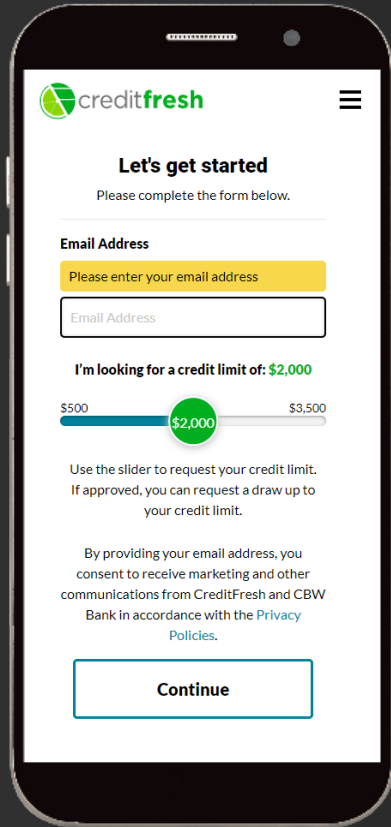 creditfresh
Let's get started
Please complete the form below.
Email Address
Please enter your email address
Email Address
I'm looking for a credit limit of: $2,000
$500
$3,500
$2,000
Use the slider to request your credit limit.
If approved, you can request a draw up to
your credit limit.
By providing your email address, you
consent to receive marketing and other
communications from CreditFresh and CBW
Bank in accordance with the Privacy
Policies.
Continue